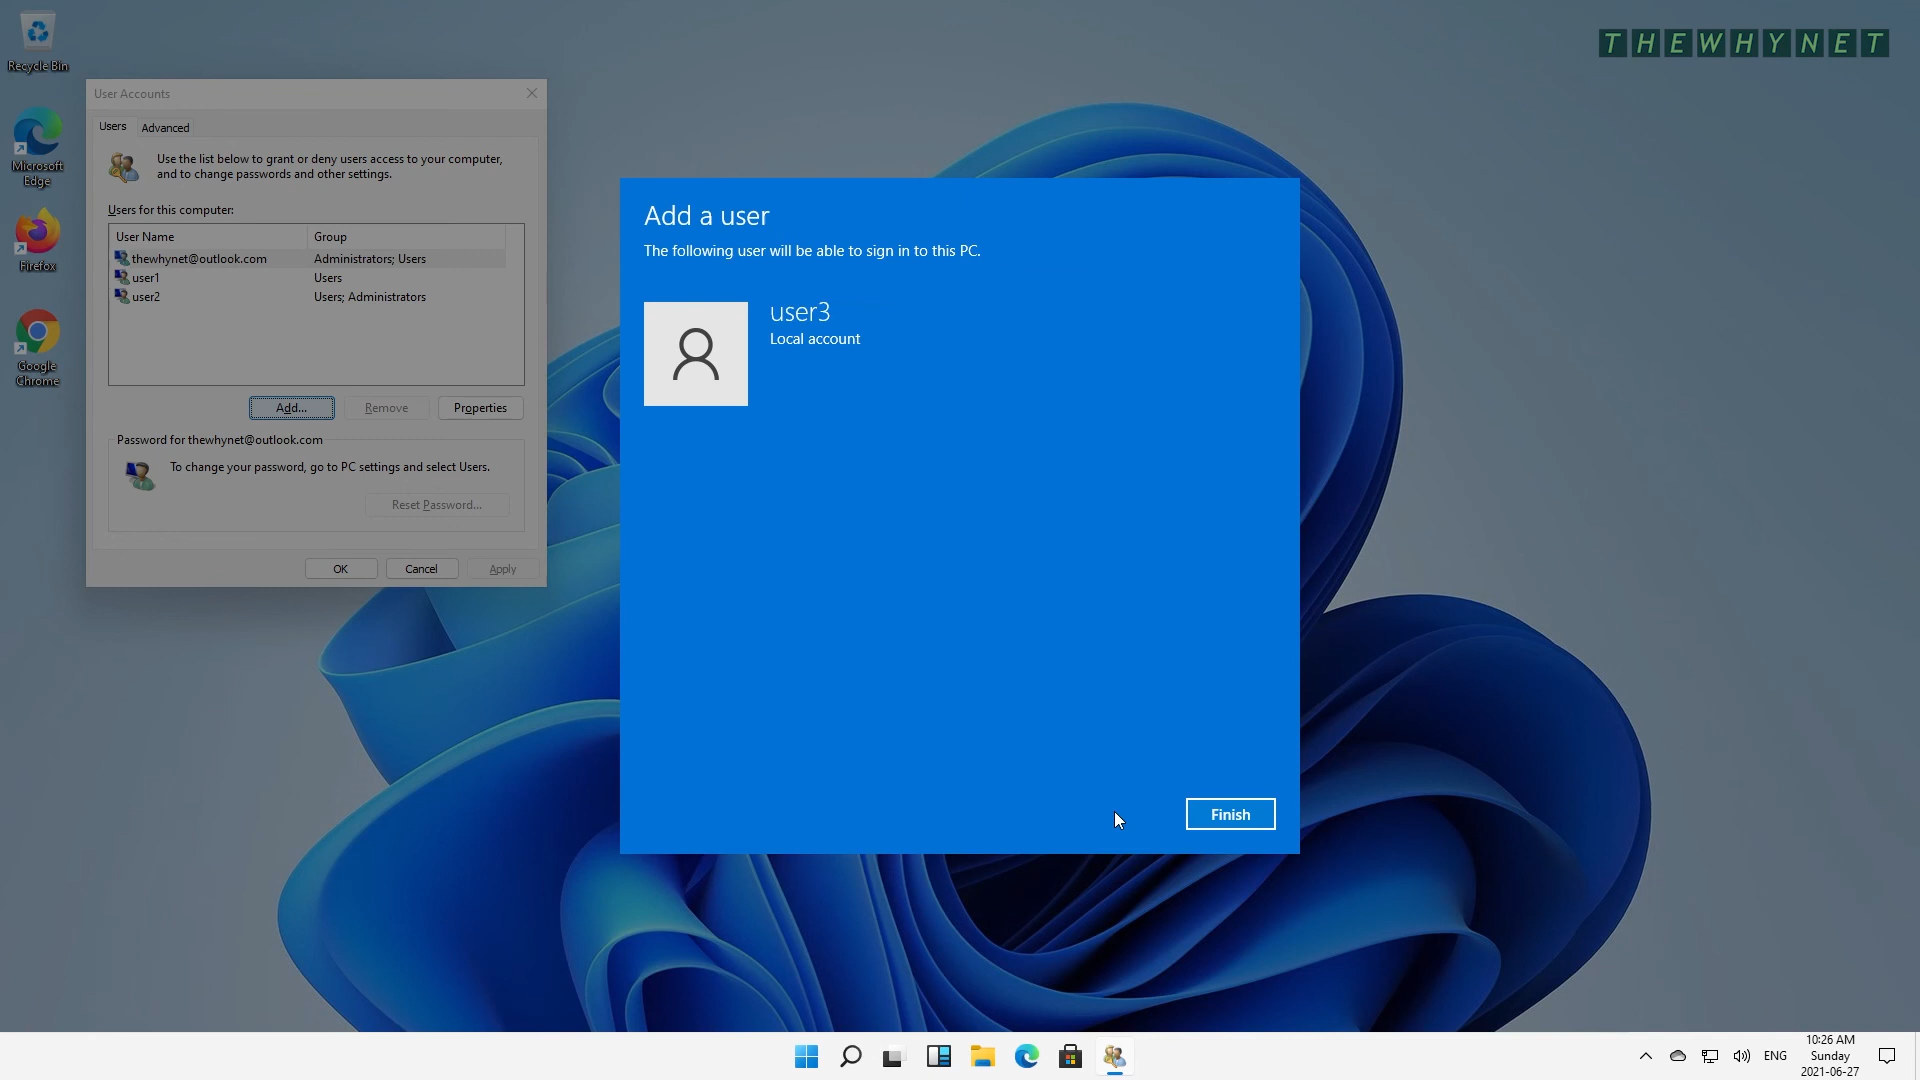 Recycle Bin
Microsoft
Edge
Firefox
Google
Chrome
THEWHYNET
User Accounts
Users
Advanced
Use the list below to grant or deny users access to your computer,
and to change passwords and other settings.
Users for this computer:
User Name Group
thewhynet@outlook.com Administrators; Users
user1 Users
user2 Users; Administrators
Add... Remove Properties
Password for thewhynet@outlook.com
To change your password, go to PC settings and select Users.
Reset Password...
OK Cancel Apply
Add a user
The following user will be able to sign in to this PC.
user3
Local account
Finish
ENG
10:26 AM
Sunday
2021-06-27